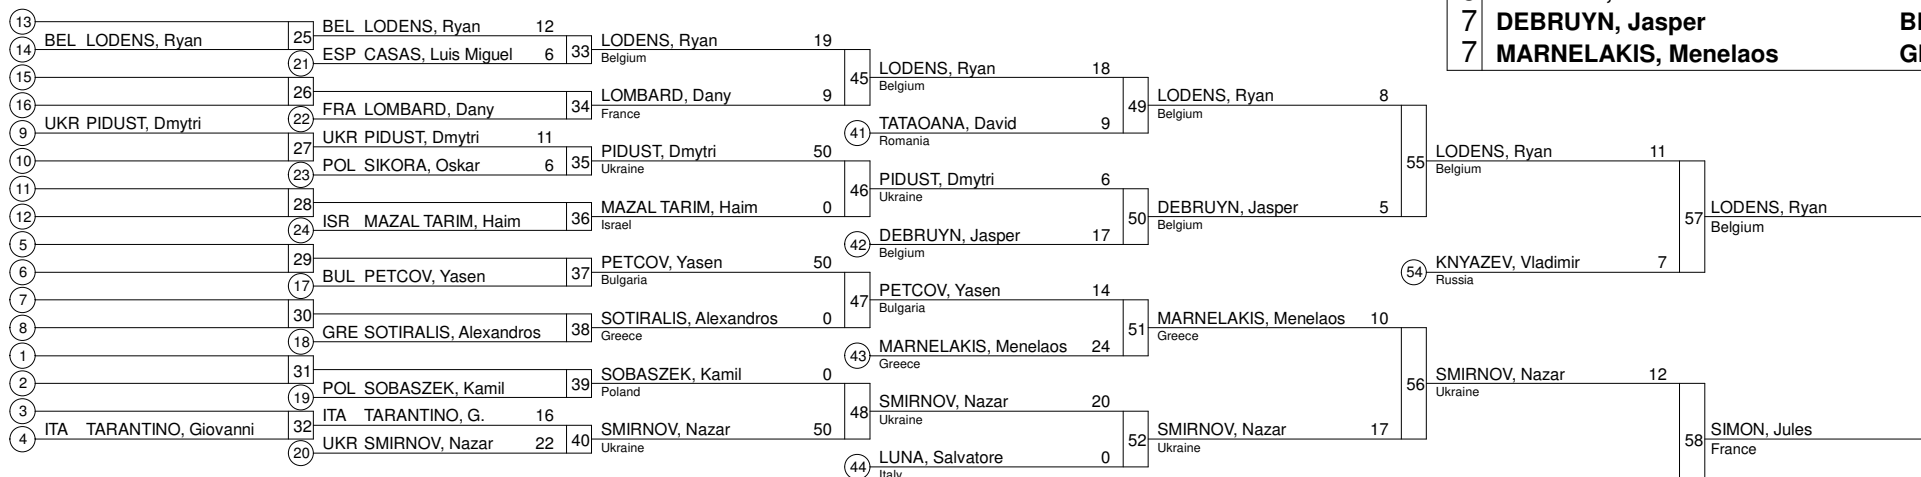 7 DEBRUYN, Jasper
7 MARNELAKIS, Menelaos
13
14 BEL LODENS, Ryan
15
16
9 UKR PIDUST, Dmytri
10
11
12
5
6
7
8
1
2
3
4 ITA TARANTINO, Giovanni
25 BEL LODENS, Ryan 12
21 ESP CASAS, Luis Miguel 6
26
22 FRA LOMBARD, Dany
27 UKR PIDUST, Dmytri 11
23 POL SIKORA, Oskar 6
28
24 ISR MAZAL TARIM, Haim
29
17 BUL PETCOV, Yasen
30
18 GRE SOTIRALIS, Alexandros
31
19 POL SOBASZEK, Kamil
32 ITA TARANTINO, G. 16
20 UKR SMIRNOV, Nazar 22
33 LODENS, Ryan 19
Belgium
34 LOMBARD, Dany 9
France
35 PIDUST, Dmytri 50
Ukraine
36 MAZAL TARIM, Haim 0
Israel
37 PETCOV, Yasen 50
Bulgaria
38 SOTIRALIS, Alexandros 0
Greece
39 SOBASZEK, Kamil 0
Poland
40 SMIRNOV, Nazar 50
Ukraine
45 LODENS, Ryan 18
Belgium
41 TATAOANA, David 9
Romania
46 PIDUST, Dmytri 6
Ukraine
42 DEBRUYN, Jasper 17
Belgium
47 PETCOV, Yasen 14
Bulgaria
43 MARNELAKIS, Menelaos 24
Greece
48 SMIRNOV, Nazar 20
Ukraine
44 LUNA, Salvatore 0
Italy
49 LODENS, Ryan 8
Belgium
50 DEBRUYN, Jasper 5
Belgium
51 MARNELAKIS, Menelaos 10
Greece
52 SMIRNOV, Nazar 17
Ukraine
55 LODENS, Ryan 11
Belgium
54 KNYAZEV, Vladimir 7
Russia
56 SMIRNOV, Nazar 12
Ukraine
57 LODENS, Ryan
Belgium
58 SIMON, Jules
France